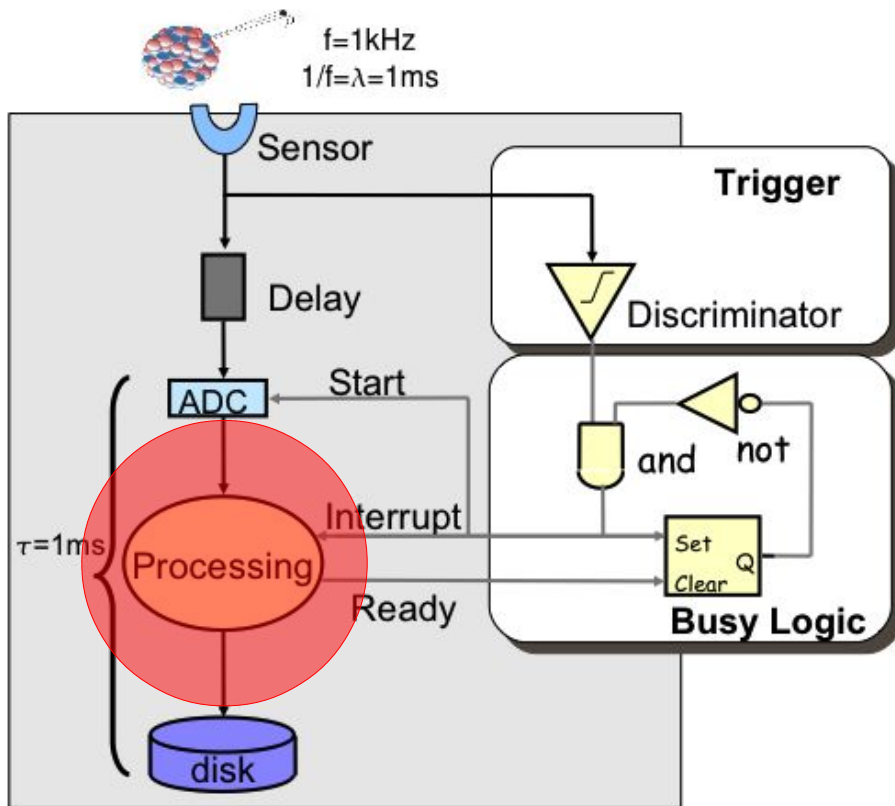 f=1kHz
1/f=λ=1ms
Sensor
Trigger
Delay
Discriminator
ADC
Start
and
not
Interrupt
Set
Q
τ=1ms
Processing
Clear
Ready
Busy Logic
disk